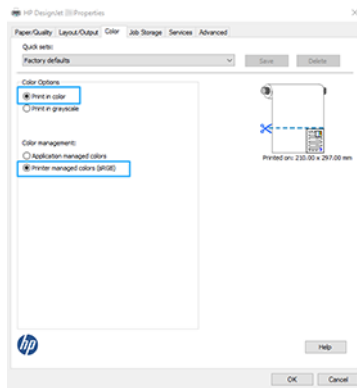 HP DesignJet Properties
Paper/Quality Layout/Output Color Job Storage Services Advanced
Quick sets:
Factory defaults
Save Delete
Color Options
Print in color
Print in grayscale
Color management:
Application managed colors
Printer managed colors (sRGB)
Printed on: 210.00 x 297.00 mm
hp
Help
OK Cancel